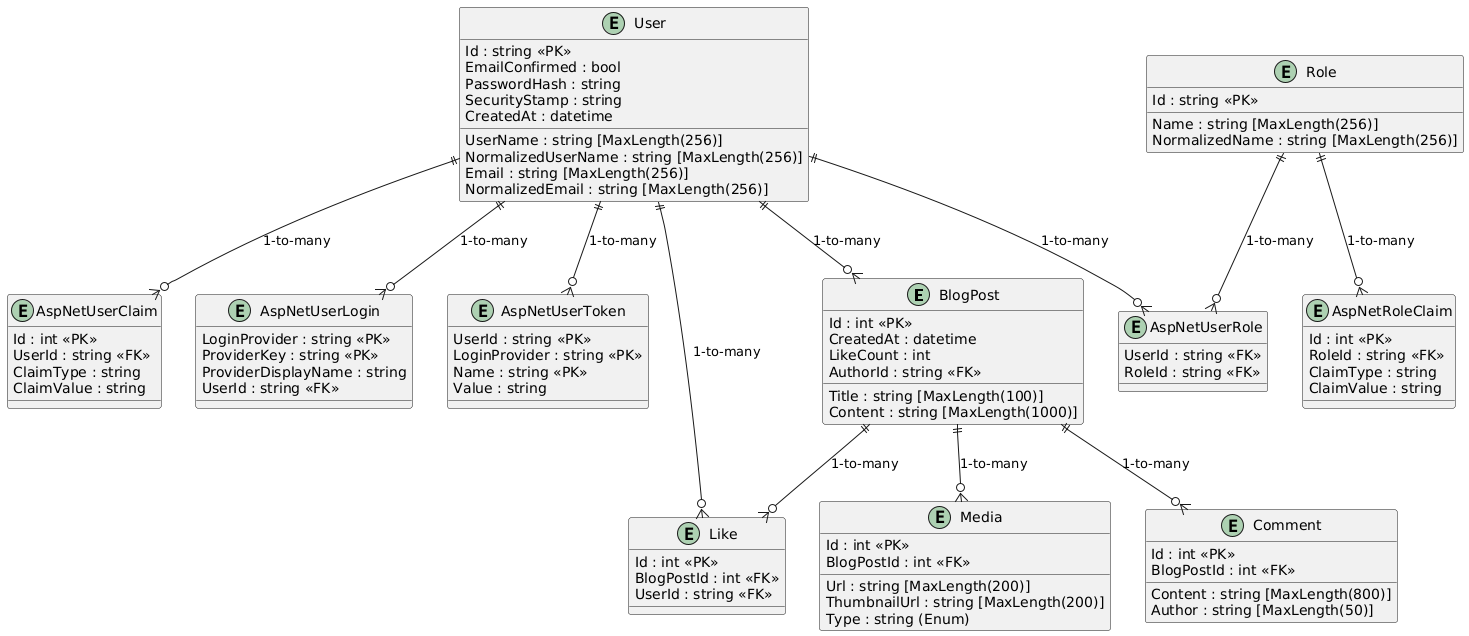 E User
Id : string «PK»
EmailConfirmed : bool
PasswordHash : string
SecurityStamp : string
CreatedAt : datetime
UserName : string [MaxLength(256)]
NormalizedUserName : string [MaxLength(256)]
Email : string [MaxLength(256)]
NormalizedEmail : string [MaxLength(256)]
E Role
Id : string «PK»
Name : string [MaxLength(256)]
NormalizedName : string [MaxLength(256)]
1-to-many
1-to-many
1-to-many
1-to-many
1-to-many
1-to-many
1-to-many
E AspNetUserClaim
Id : int «PK»
UserId : string «FK»
ClaimType : string
ClaimValue : string
E AspNetUserLogin
LoginProvider : string «PK»
ProviderKey : string «PK»
ProviderDisplayName : string
UserId : string «FK»
E AspNetUserToken
UserId : string «PK»
LoginProvider : string «PK»
Name : string «PK»
Value : string
1-to-many
E BlogPost
Id : int «PK»
CreatedAt : datetime
LikeCount : int
AuthorId : string «FK»
Title : string [MaxLength(100)]
Content : string [MaxLength(1000)]
E AspNetUserRole
UserId : string «FK»
RoleId : string «FK»
E AspNetRoleClaim
Id : int «PK»
RoleId : string «FK»
ClaimType : string
ClaimValue : string
1-to-many
1-to-many
1-to-many
E Like
Id : int «PK»
BlogPostId : int «FK»
UserId : string «FK»
E Media
Id : int «PK»
BlogPostId : int «FK»
Url : string [MaxLength(200)]
ThumbnailUrl : string [MaxLength(200)]
Type : string (Enum)
E Comment
Id : int «PK»
BlogPostId : int «FK»
Content : string [MaxLength(800)]
Author : string [MaxLength(50)]